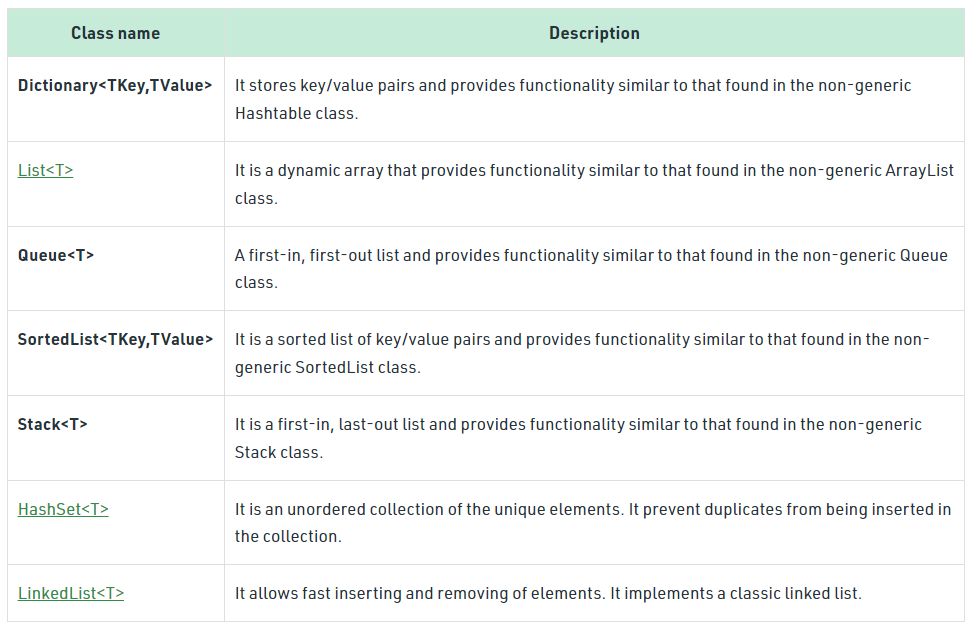 Class name Description
Dictionary<TKey,TValue> It stores key/value pairs and provides functionality similar to that found in the non-generic
Hashtable class.
List<T> It is a dynamic array that provides functionality similar to that found in the non-generic ArrayList
class.
Queue<T> A first-in, first-out list and provides functionality similar to that found in the non-generic Queue
class.
SortedList<TKey,TValue> It is a sorted list of key/value pairs and provides functionality similar to that found in the non-
generic SortedList class.
Stack<T> It is a first-in, last-out list and provides functionality similar to that found in the non-generic
Stack class.
HashSet<T> It is an unordered collection of the unique elements. It prevent duplicates from being inserted in
the collection.
LinkedList<T> It allows fast inserting and removing of elements. It implements a classic linked list.